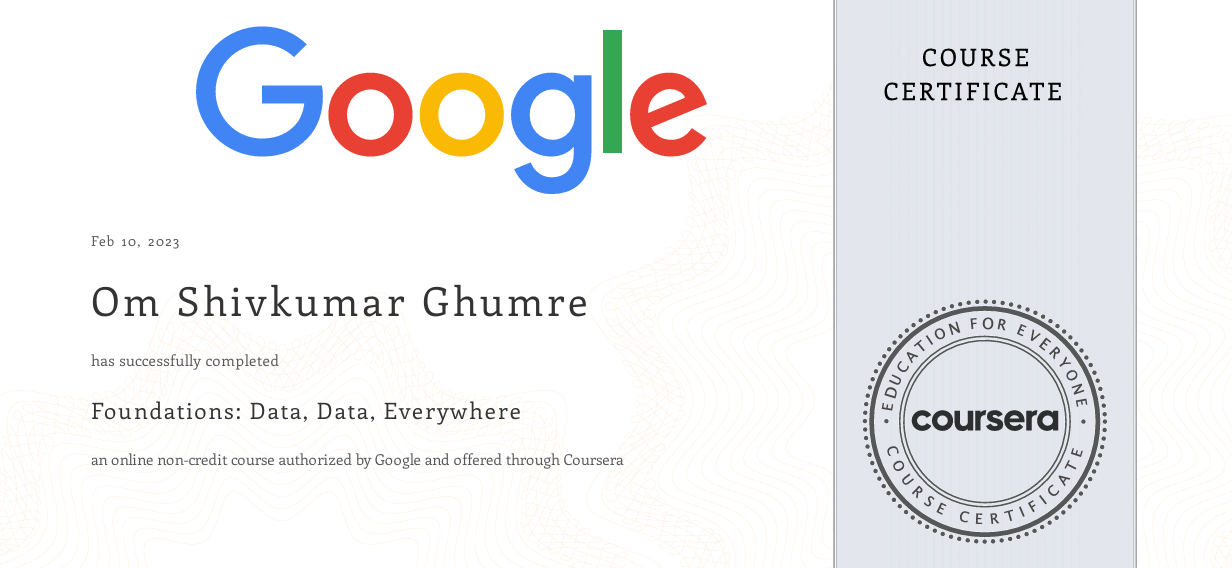 Google
COURSE
CERTIFICATE
Feb 10, 2023
Om Shivkumar Ghumre
has successfully completed
Foundations: Data, Data, Everywhere
an online non-credit course authorized by Google and offered through Coursera
EDUCATION FOR EVERYONE
coursera
COURSE CERTIFICATE